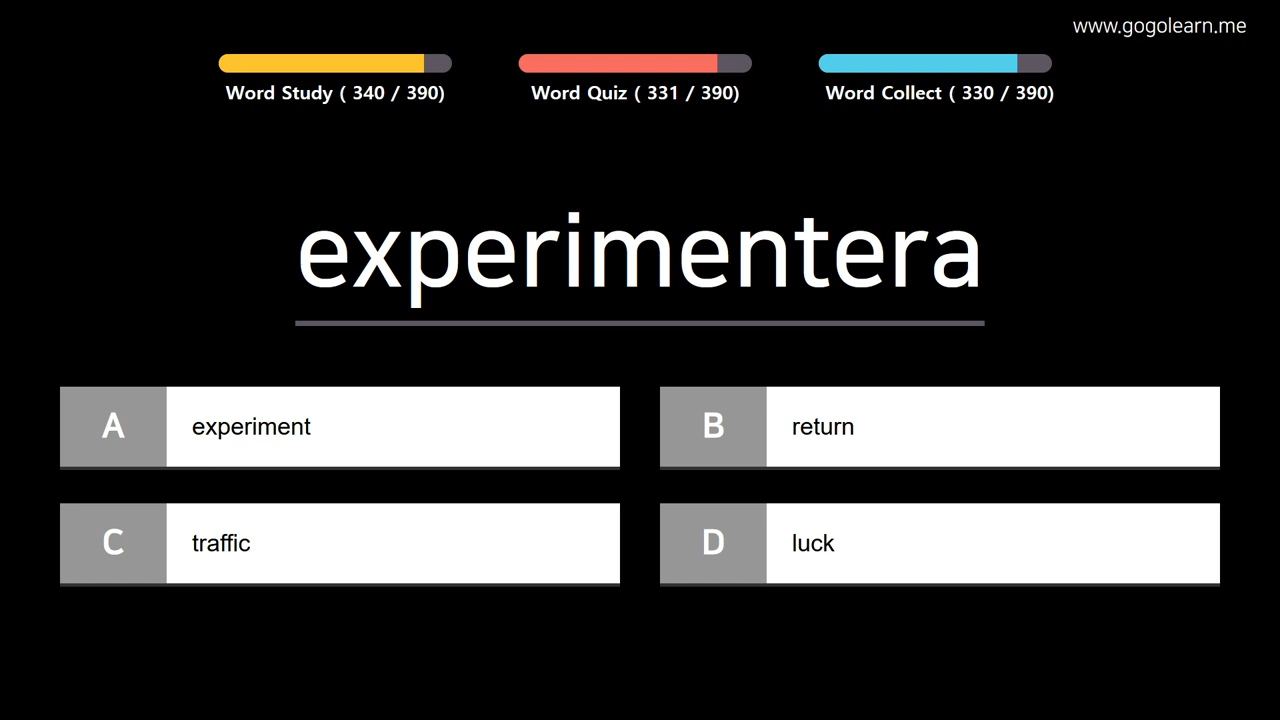 www.gogolearn.me
Word Study ( 340 / 390)
Word Quiz ( 331 / 390)
Word Collect ( 330 / 390)
experimentera
A
experiment
B
return
C
traffic
D
luck